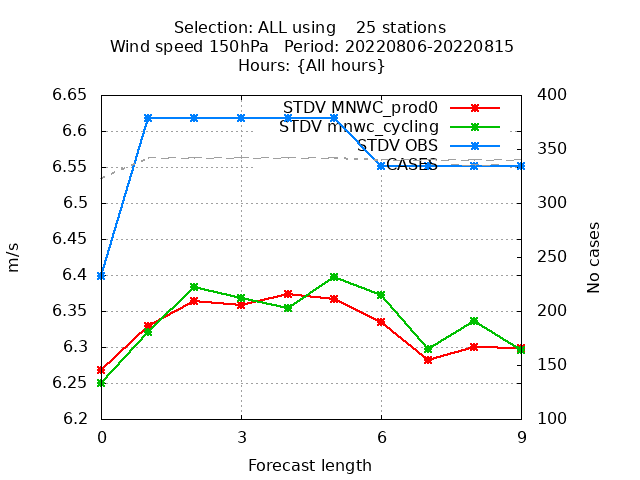 Selection: ALL using    25 stations
Wind speed 150hPa   Period: 20220806-20220815
Hours: {All hours}
6.65
6.6
6.55
6.5
6.45
6.4
6.35
6.3
6.25
6.2
400
350
300
250
200
150
100
STDV MNWC_prod0
STDV mnwc_cycling
STDV OBS
CASES
m/s
No cases
0
3
6
9
Forecast length